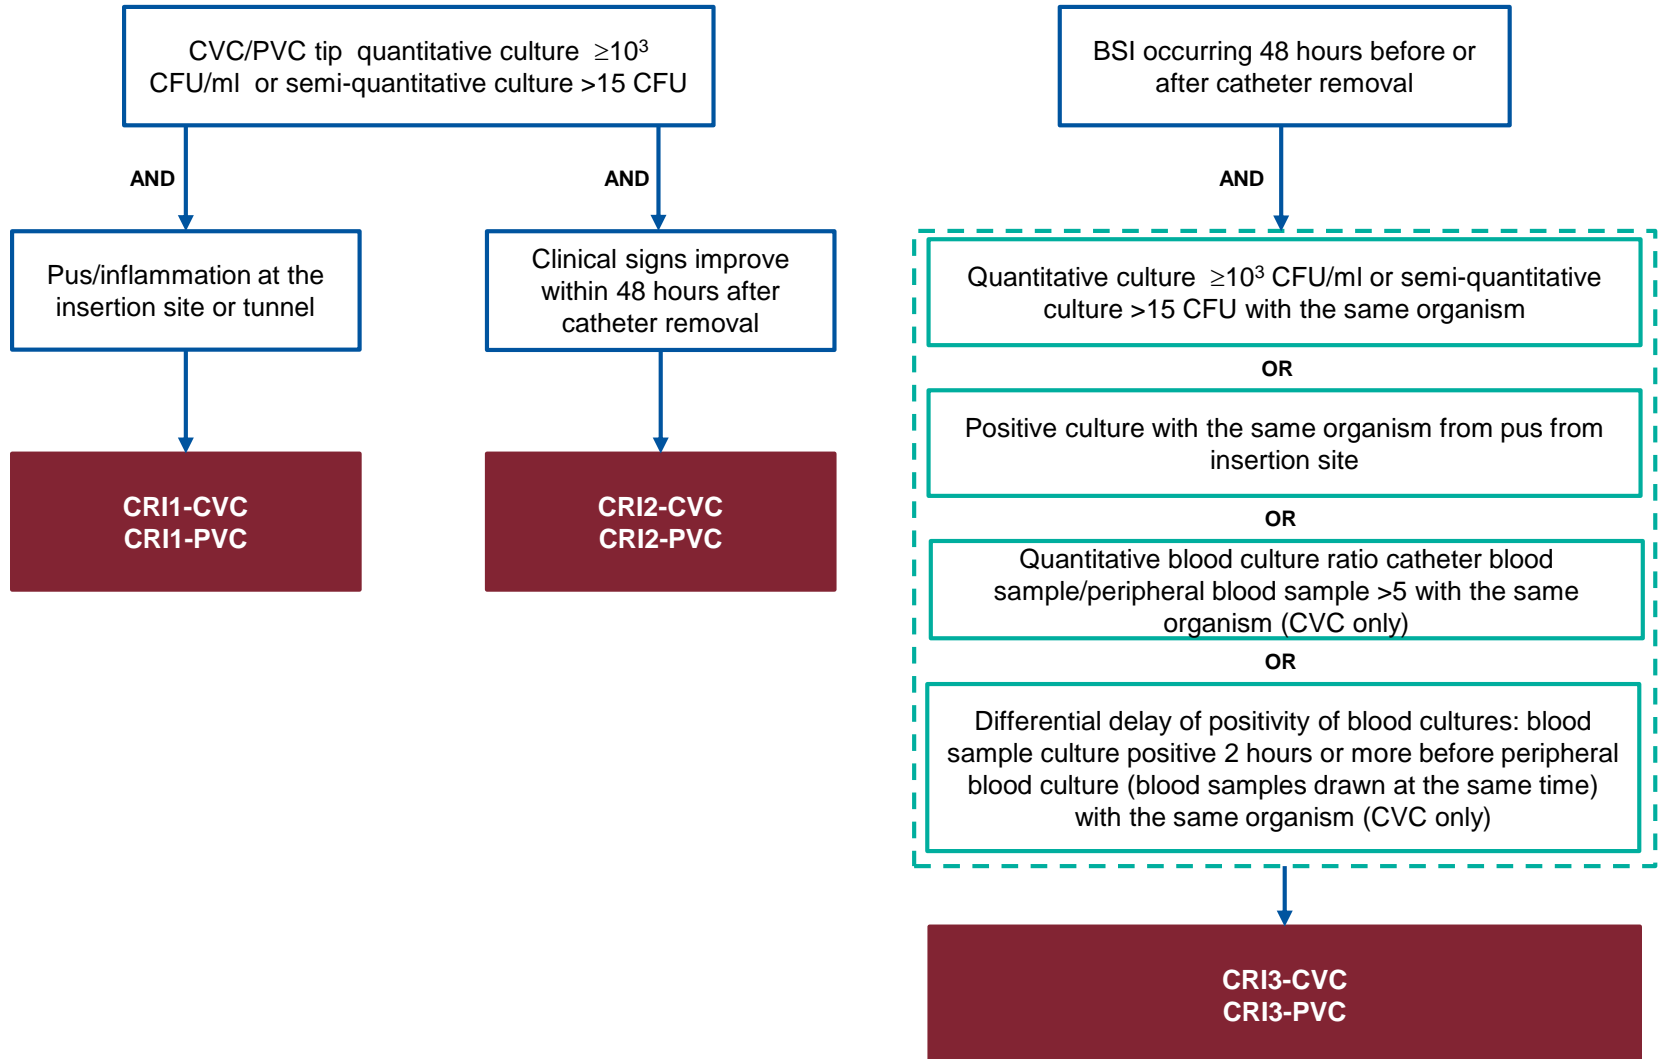 CVC/PVC tip quantitative culture ≥10³
CFU/ml or semi-quantitative culture >15 CFU
AND
AND
Pus/inflammation at the
insertion site or tunnel
Clinical signs improve
within 48 hours after
catheter removal
CRI1-CVC
CRI1-PVC
CRI2-CVC
CRI2-PVC
BSI occurring 48 hours before or
after catheter removal
AND
Quantitative culture ≥10³ CFU/ml or semi-quantitative
culture >15 CFU with the same organism
OR
Positive culture with the same organism from pus from
insertion site
OR
Quantitative blood culture ratio catheter blood
sample/peripheral blood sample >5 with the same
organism (CVC only)
OR
Differential delay of positivity of blood cultures: blood
sample culture positive 2 hours or more before peripheral
blood culture (blood samples drawn at the same time)
with the same organism (CVC only)
CRI3-CVC
CRI3-PVC